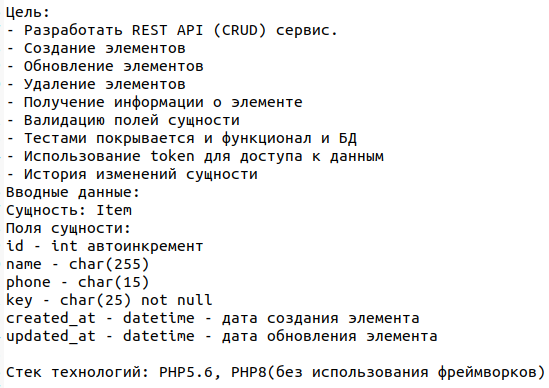 Цель:
- Разработать REST API (CRUD) сервис.
- Создание элементов
- Обновление элементов
- Удаление элементов
- Получение информации о элементе
- Валидацию полей сущности
- Тестами покрывается и функционал и БД
- Использование token для доступа к данным
- История изменений сущности
Вводные данные:
Сущность: Item
Поля сущности:
id - int автоинкремент
name - char(255)
phone - char(15)
key - char(25) not null
created_at - datetime - дата создания элемента
updated_at - datetime - дата обновления элемента

Стек технологий: PHP5.6, PHP8(без использования фреймворков)